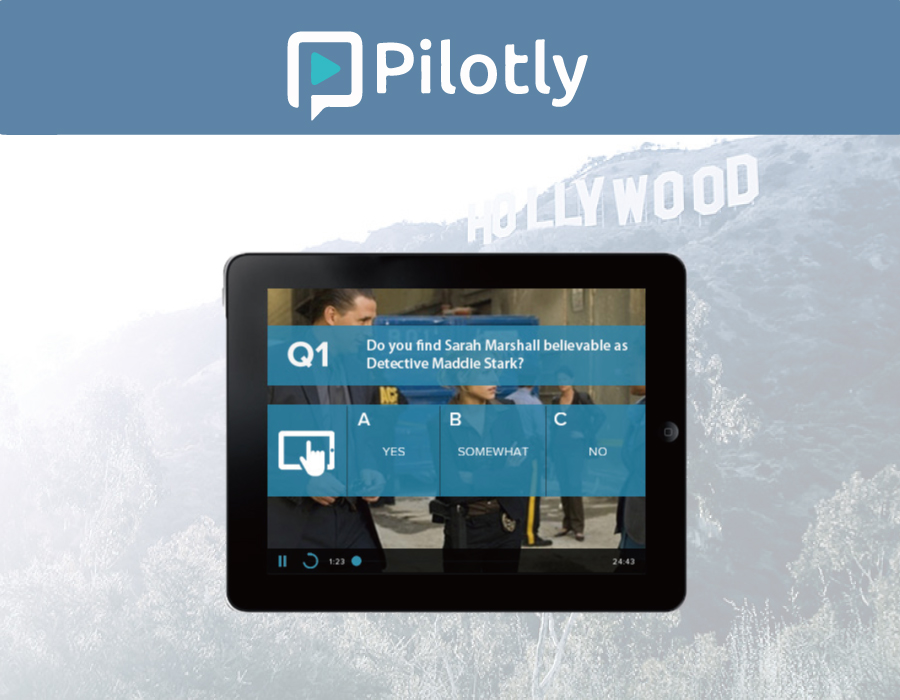 Pilotly
HOLLYWOOD
Q1
Do you find Sarah Marshall believable as
Detective Maddie Stark?
A
B
C
YES
SOMEWHAT
NO
1:23
24:43